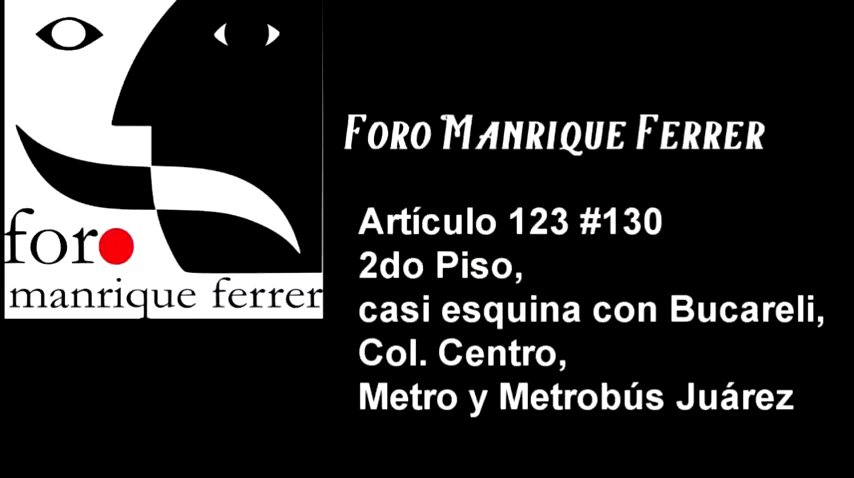 foro
manrique ferrer
FORO MANRIQUE FERRER
Artículo 123 #130
2do Piso,
casi esquina con Bucareli,
Col. Centro,
Metro y Metrobús Juárez